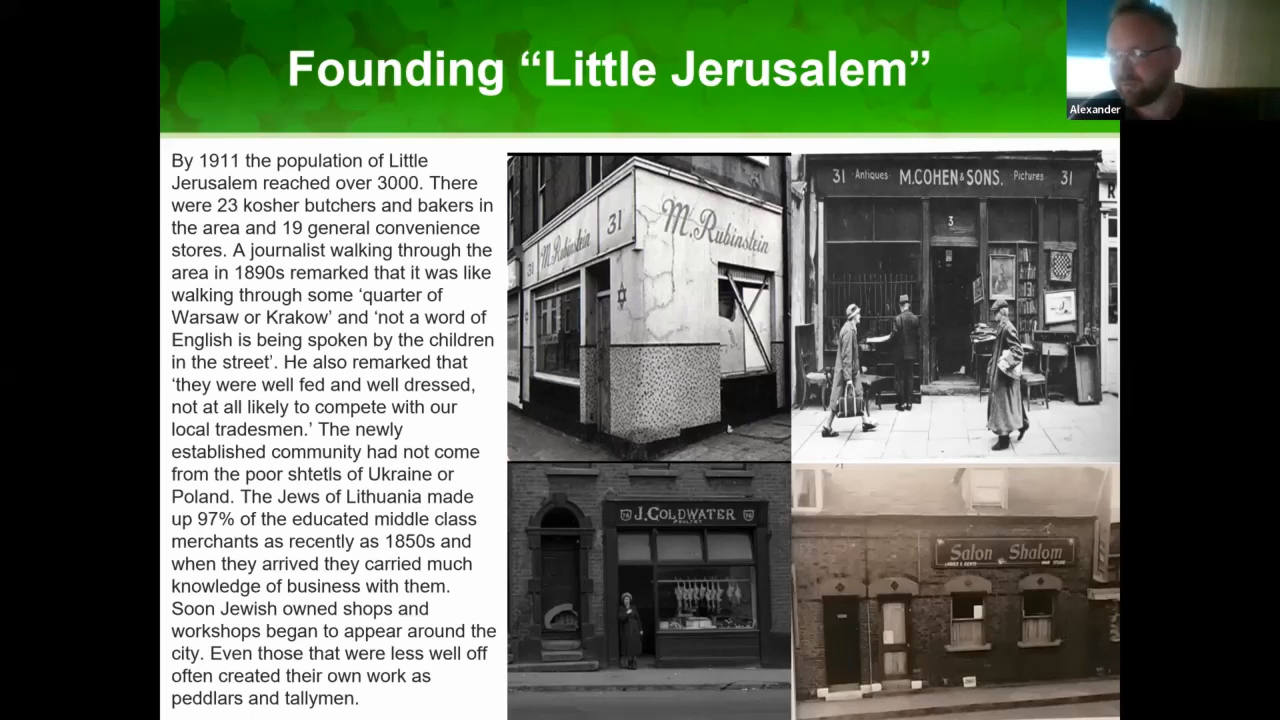 Founding “Little Jerusalem”
Alexander
By 1911 the population of Little
Jerusalem reached over 3000. There
were 23 kosher butchers and bakers in
the area and 19 general convenience
stores. A journalist walking through the
area in 1890s remarked that it was like
walking through some ‘quarter of
Warsaw or Krakow’ and ‘not a word of
English is being spoken by the children
in the street’. He also remarked that
‘they were well fed and well dressed,
not at all likely to compete with our
local tradesmen.’ The newly
established community had not come
from the poor shtetls of Ukraine or
Poland. The Jews of Lithuania made
up 97% of the educated middle class
merchants as recently as 1850s and
when they arrived they carried much
knowledge of business with them.
Soon Jewish owned shops and
workshops began to appear around the
city. Even those that were less well off
often created their own work as
peddlars and tallymen.
31 M.Rubinstein 31
M.Rubinstein
31 Antiques M.COHEN & SONS. Pictures 31
3
R
J.GOLDWATER
POULTRY
Salon Shalom
LADIES & GENTS HAIR STUDIO